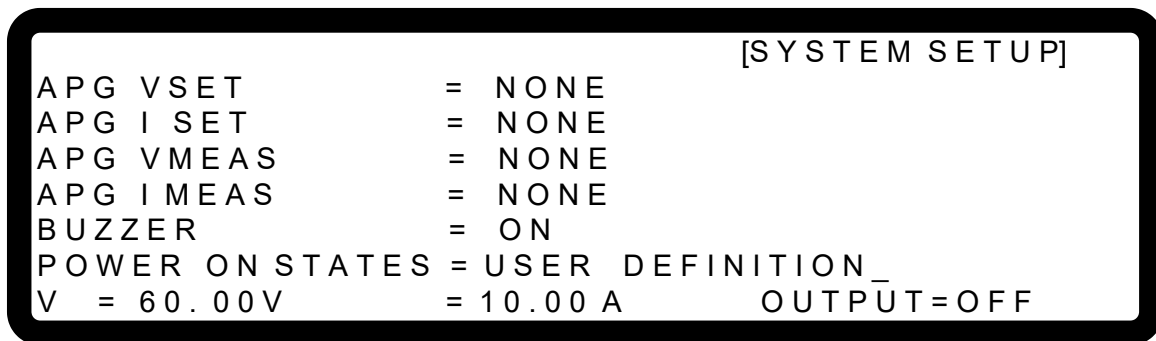 [SYSTEM SETUP]
APG VSET = NONE
APG ISET = NONE
APG VMEAS = NONE
APG IMEAS = NONE
BUZZER = ON
POWER ON STATES = USER DEFINITION_
V = 60.00V = 10.00 A OUTPUT=OFF